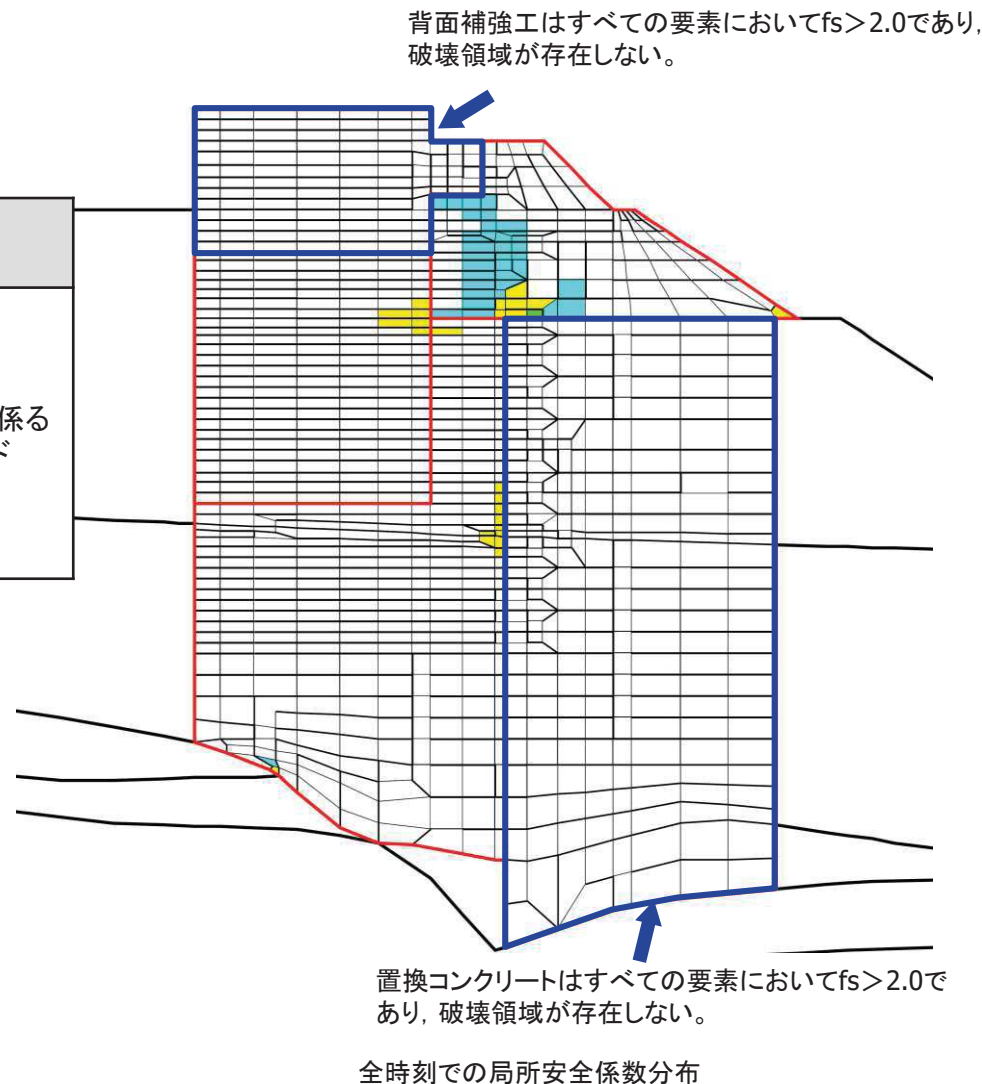 背面補強工はすべての要素においてfs＞2.0であり,
破壊領域が存在しない。
係る
ド
置換コンクリートはすべての要素においてfs＞2.0で
あり, 破壊領域が存在しない。
全時刻での局所安全係数分布